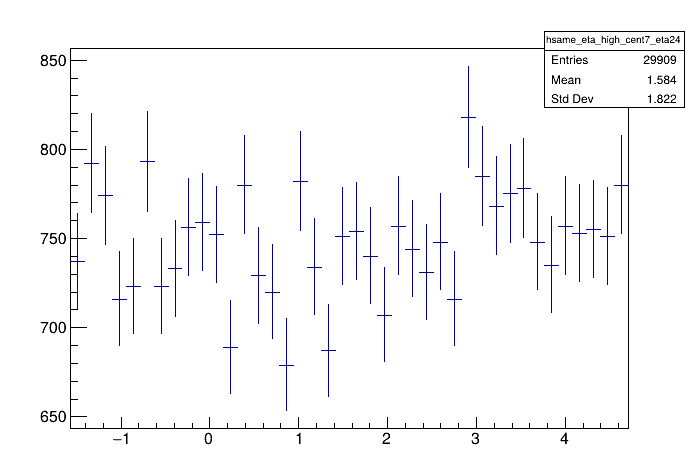 hsame_eta_high_cent7_eta24
Entries 29909
Mean 1.584
Std Dev 1.822
850
800
750
700
650
−1 0 1 2 3 4